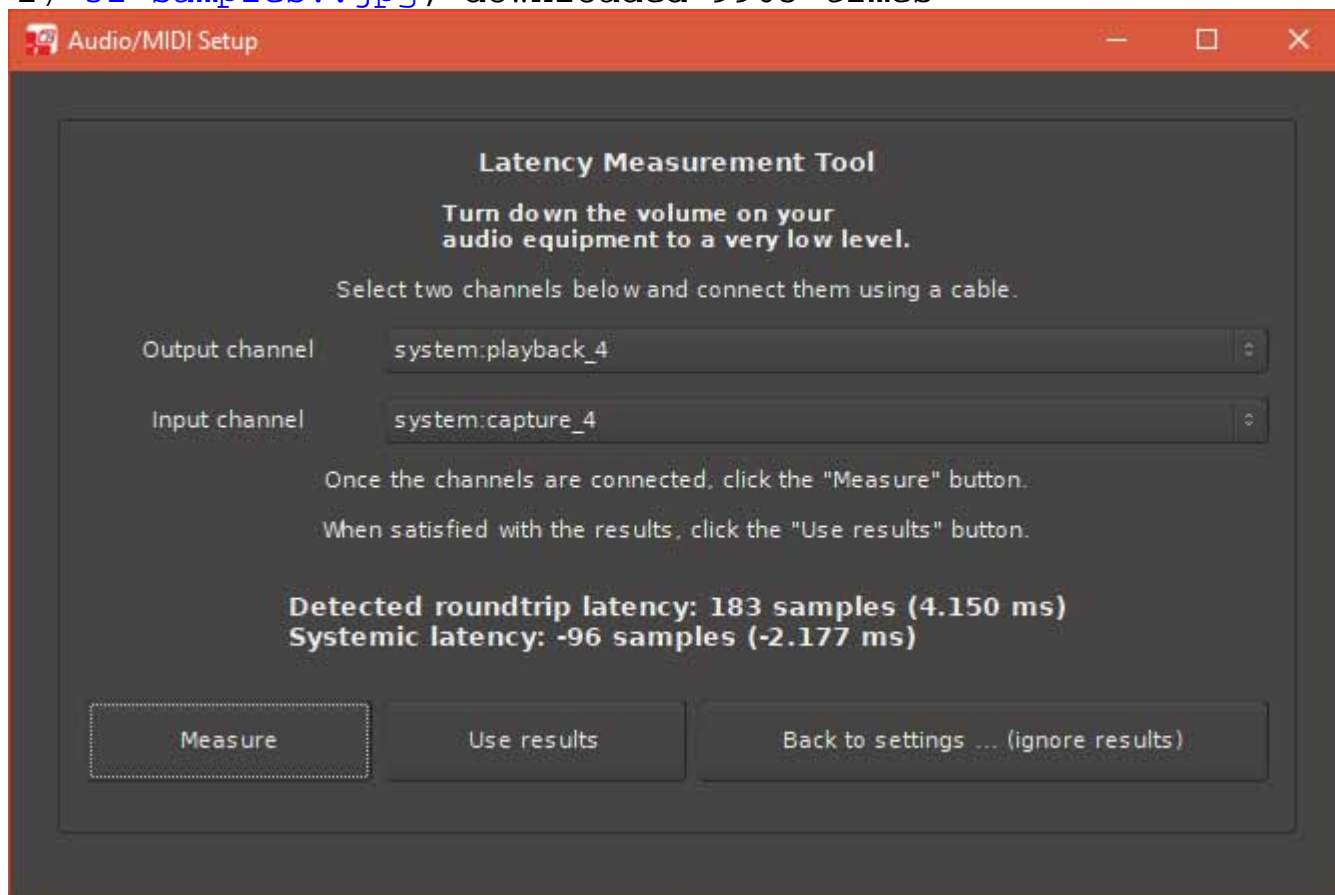 Audio/MIDI Setup
Latency Measurement Tool
Turn down the volume on your
audio equipment to a very low level.
Select two channels below and connect them using a cable.
Output channel system:playback_4
Input channel system:capture_4
Once the channels are connected, click the "Measure" button.
When satisfied with the results, click the "Use results" button.
Detected roundtrip latency: 183 samples (4.150 ms)
Systemic latency: -96 samples (-2.177 ms)
Measure Use results Back to settings ... (ignore results)